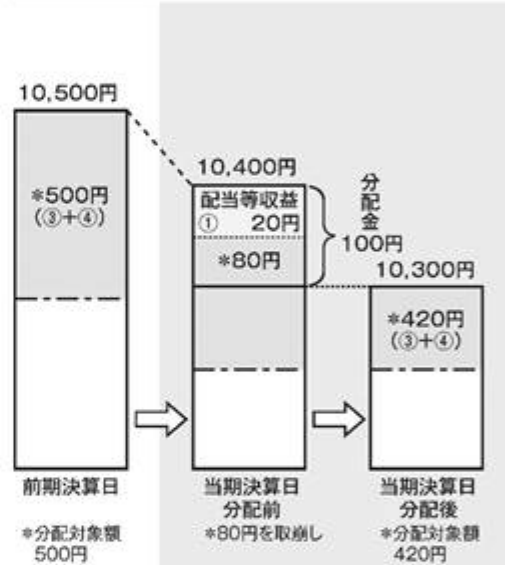 10,500円
*500円
(③+④)
前期決算日
*分配対象額
500円
10,400円
配当等収益
① 20円
*80円
分配金
100円
当期決算日
分配前
*80円を取崩し
10,300円
*420円
(③+④)
当期決算日
分配後
*分配対象額
420円